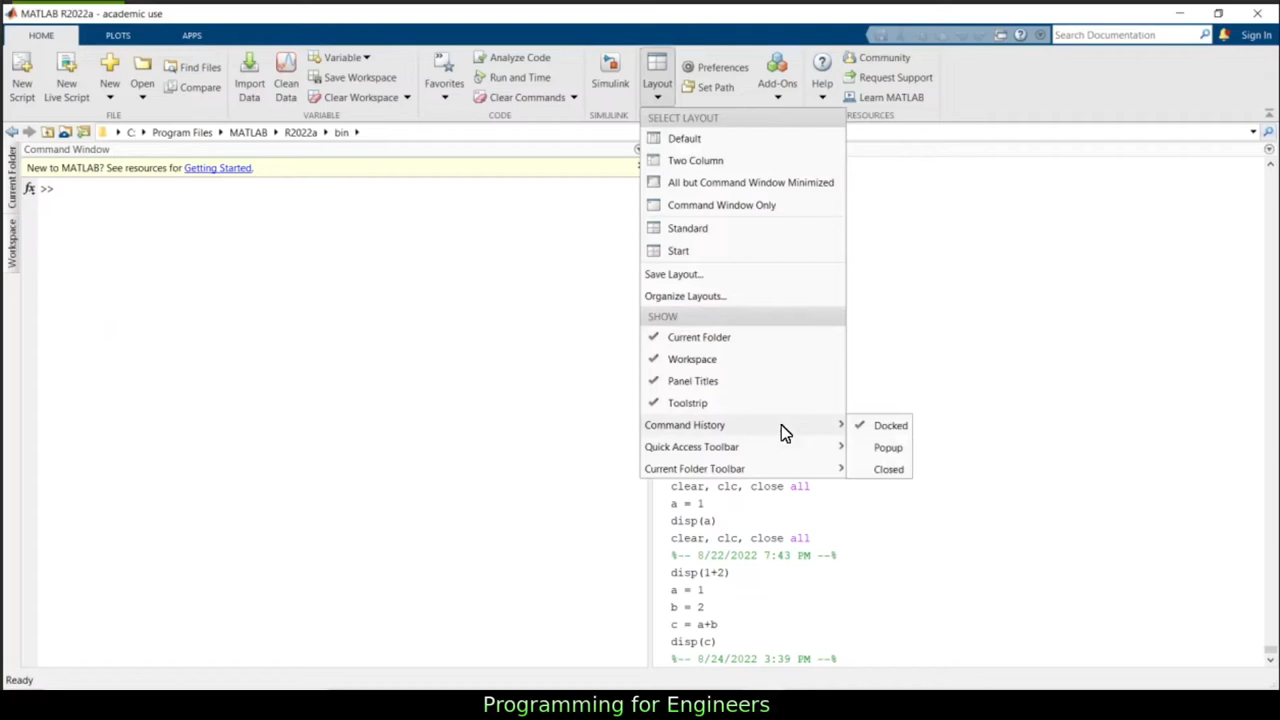 MATLAB R2022a - academic use
HOME PLOTS APPS
Search Documentation Sign In
New Script
New Live Script
New
Open
Find Files
Compare
FILE
Import Data
Clean Data
Variable
Save Workspace
Clear Workspace
VARIABLE
Favorites
Analyze Code
Run and Time
Clear Commands
CODE
Simulink
SIMULINK
Layout
Preferences
Set Path
Add-Ons
Help
Community
Request Support
Learn MATLAB
RESOURCES
C: Program Files MATLAB R2022a bin
Current Folder
Workspace
Command Window
New to MATLAB? See resources for Getting Started.
fx >>
SELECT LAYOUT
Default
Two Column
All but Command Window Minimized
Command Window Only
Standard
Start
Save Layout...
Organize Layouts...
SHOW
Current Folder
Workspace
Panel Titles
Toolstrip
Command History
Quick Access Toolbar
Current Folder Toolbar
Docked
Popup
Closed
clear, clc, close all
a = 1
disp(a)
clear, clc, close all
%-- 8/22/2022 7:43 PM --%
disp(1+2)
a = 1
b = 2
c = a+b
disp(c)
%-- 8/24/2022 3:39 PM --%
Ready
Programming for Engineers